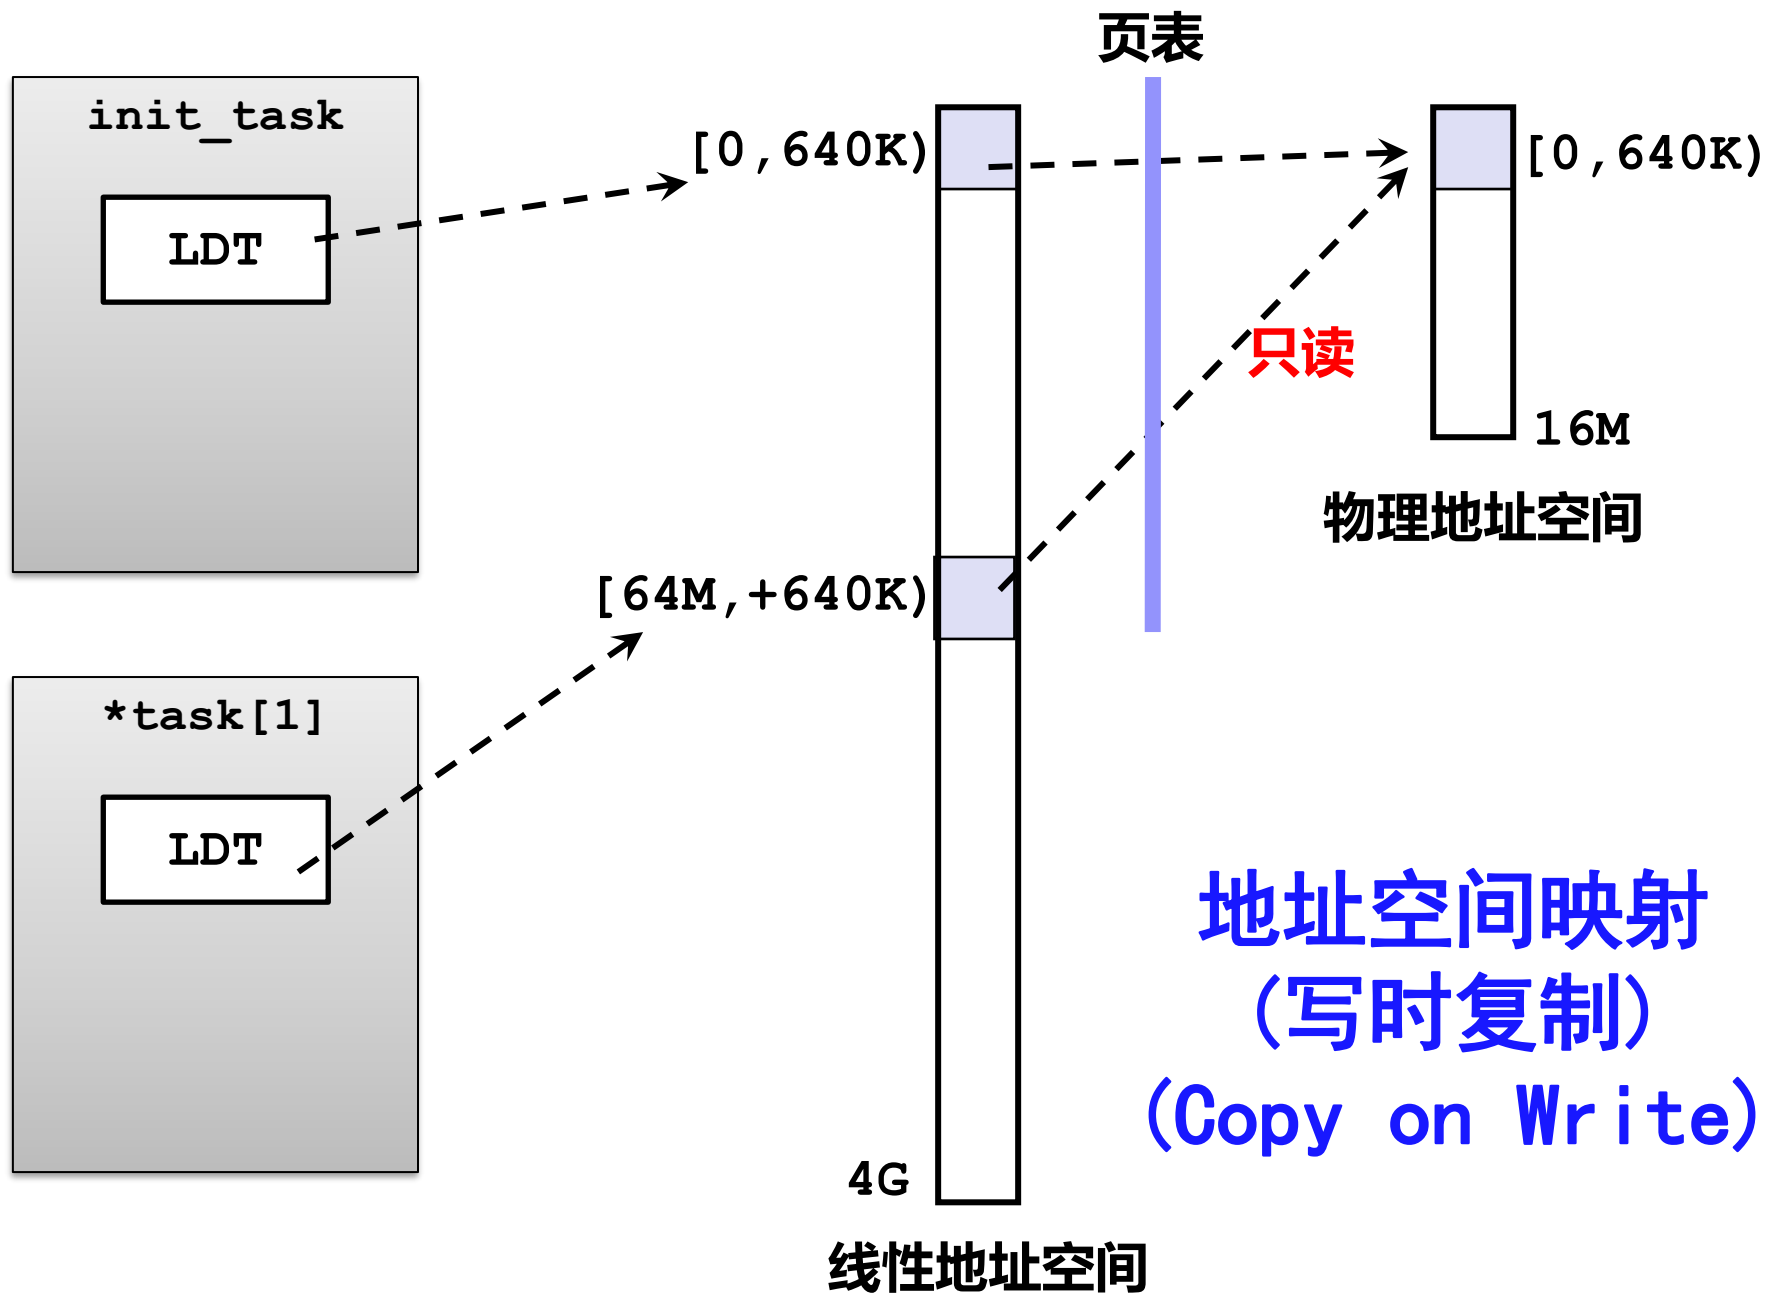 页表
init_task
LDT
[0,640K)
[0,640K)
只读
16M
物理地址空间
[64M,+640K)
*task[1]
LDT
地址空间映射
(写时复制)
(Copy on Write)
4G
线性地址空间